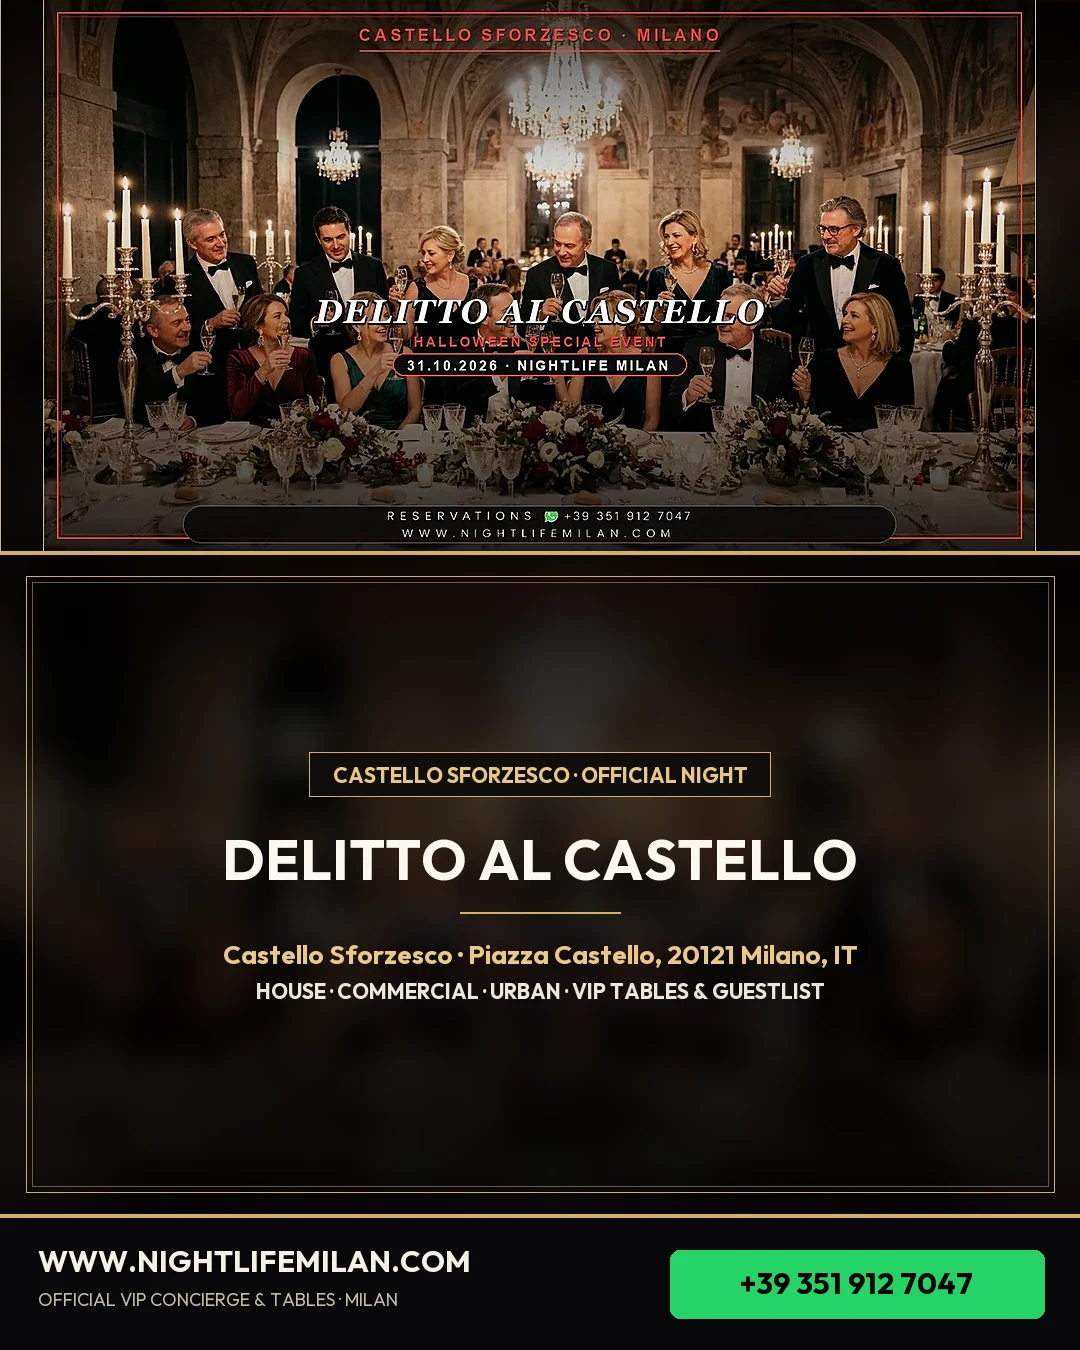 CASTELLO SFORZESCO · MILANO
DELITTO AL CASTELLO
HALLOWEEN SPECIAL EVENT
31.10.2026 · NIGHTLIFE MILAN
RESERVATIONS +39 351 912 7047
WWW.NIGHTLIFEMILAN.COM
CASTELLO SFORZESCO · OFFICIAL NIGHT
DELITTO AL CASTELLO
Castello Sforzesco · Piazza Castello, 20121 Milano, IT
HOUSE · COMMERCIAL · URBAN · VIP TABLES & GUESTLIST
WWW.NIGHTLIFEMILAN.COM
+39 351 912 7047
OFFICIAL VIP CONCIERGE & TABLES · MILAN